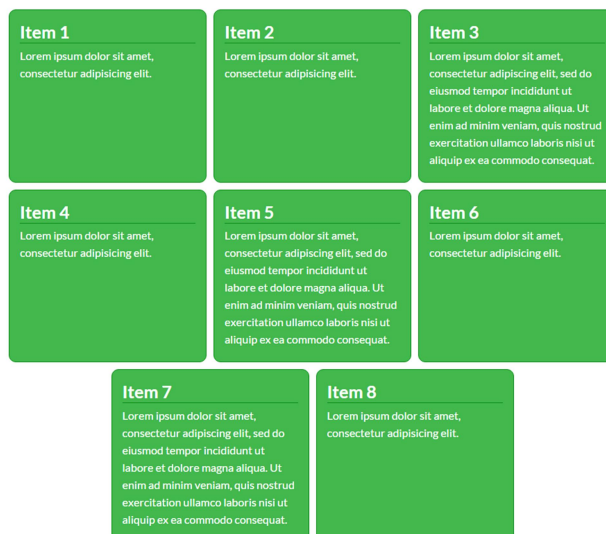 Item 1
Lorem ipsum dolor sit amet,
consectetur adipisicing elit.
Item 2
Lorem ipsum dolor sit amet,
consectetur adipisicing elit.
Item 3
Lorem ipsum dolor sit amet,
consectetur adipiscing elit, sed do
eiusmod tempor incididunt ut
labore et dolore magna aliqua. Ut
enim ad minim veniam, quis nostrud
exercitation ullamco laboris nisi ut
aliquip ex ea commodo consequat.
Item 4
Lorem ipsum dolor sit amet,
consectetur adipisicing elit.
Item 5
Lorem ipsum dolor sit amet,
consectetur adipiscing elit, sed do
eiusmod tempor incididunt ut
labore et dolore magna aliqua. Ut
enim ad minim veniam, quis nostrud
exercitation ullamco laboris nisi ut
aliquip ex ea commodo consequat.
Item 6
Lorem ipsum dolor sit amet,
consectetur adipisicing elit.
Item 7
Lorem ipsum dolor sit amet,
consectetur adipiscing elit, sed do
eiusmod tempor incididunt ut
labore et dolore magna aliqua. Ut
enim ad minim veniam, quis nostrud
exercitation ullamco laboris nisi ut
aliquip ex ea commodo consequat.
Item 8
Lorem ipsum dolor sit amet,
consectetur adipisicing elit.